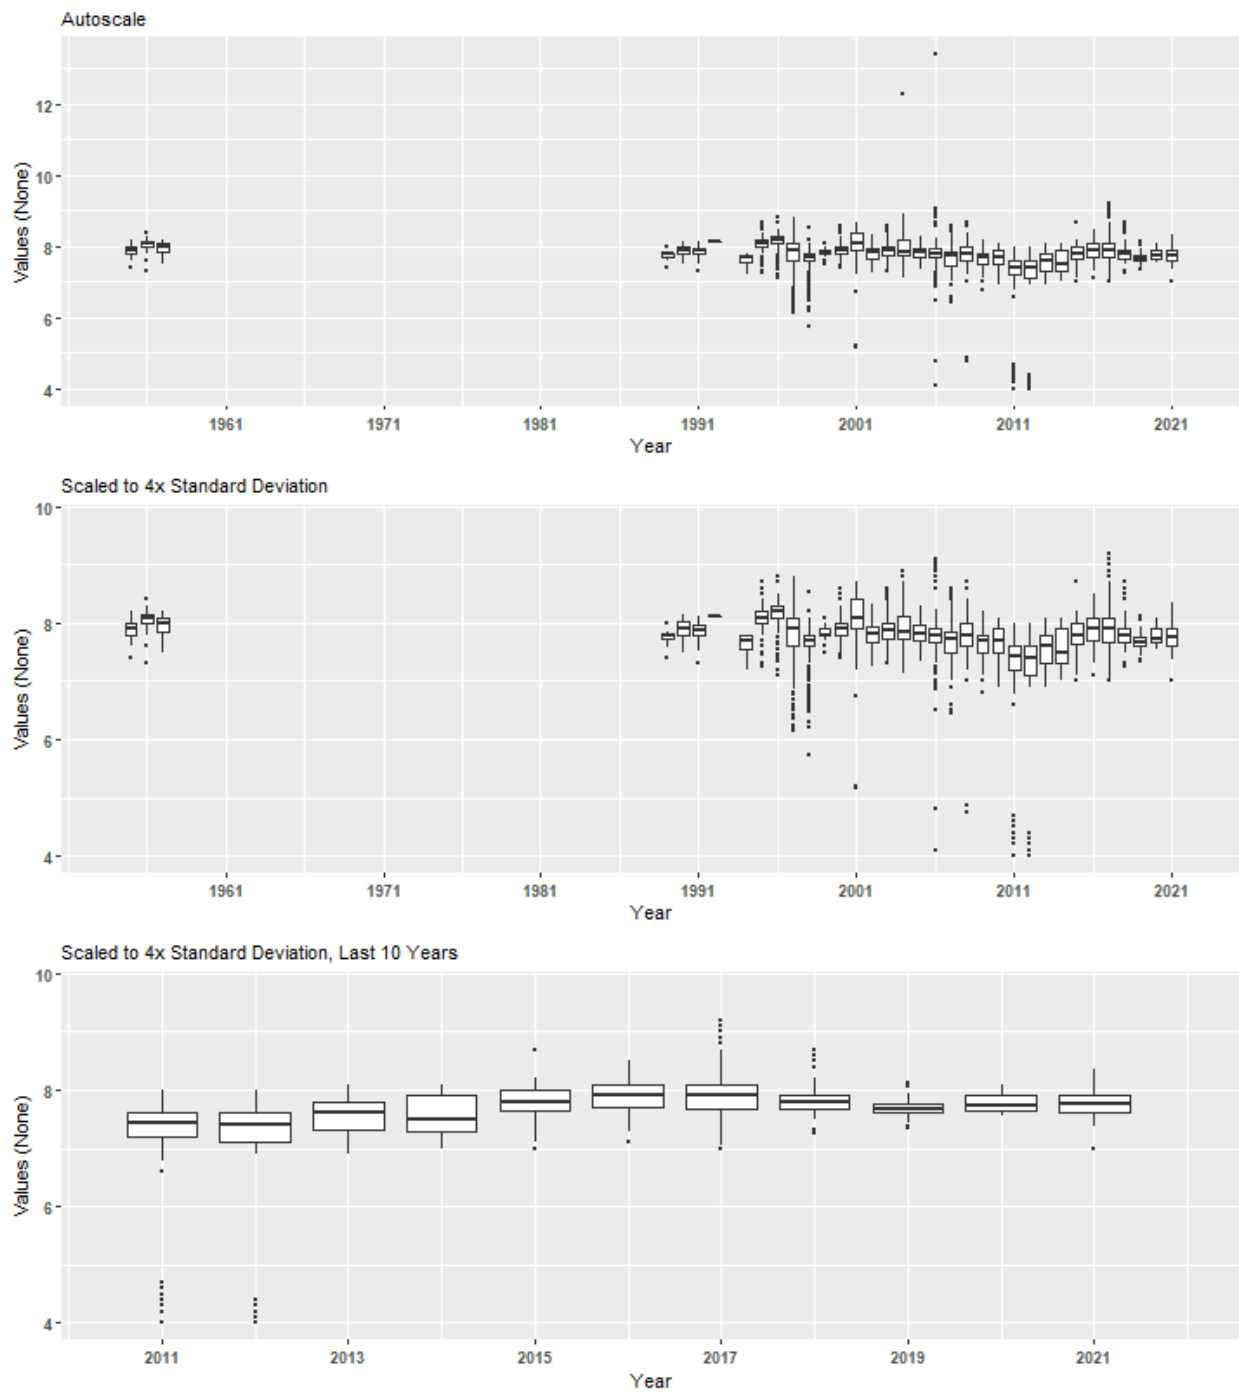 Autoscale
12
10
8
6
4
Values (None)
1961 1971 1981 1991 2001 2011 2021
Year
Scaled to 4x Standard Deviation
10
8
6
4
Values (None)
1961 1971 1981 1991 2001 2011 2021
Year
Scaled to 4x Standard Deviation, Last 10 Years
10
8
6
4
Values (None)
2011 2013 2015 2017 2019 2021
Year